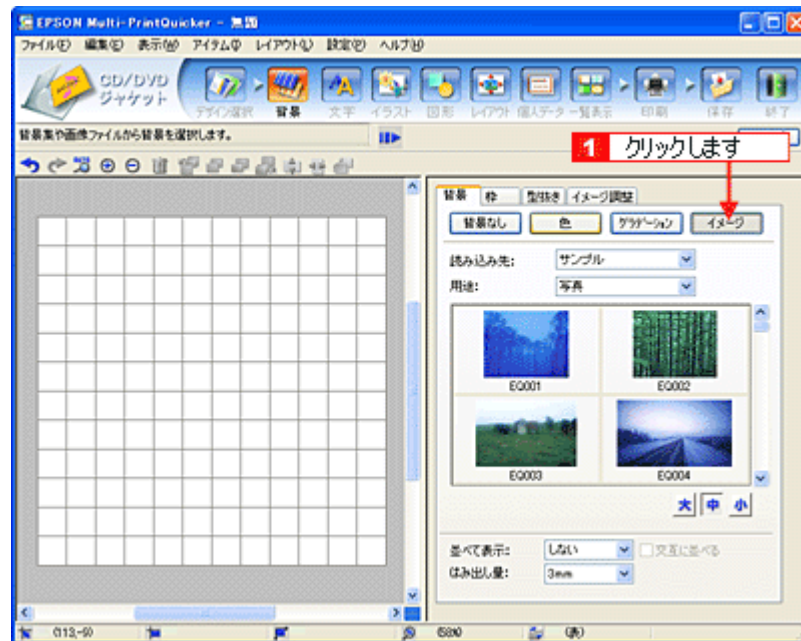 EPSON Multi-PrintQuicker - 無題
ファイル(F) 編集(E) 表示(W) アイテム(I) レイアウト(L) 設定(P) ヘルプ(H)
CD/DVD
ジャケット
デザイン選択 背景 文字 イラスト 図形 レイアウト 個人データ 一覧表示 印刷 保存 終了
背景集や画像ファイルから背景を選択します。
1 クリックします
背景 枠 型抜き イメージ調整
背景なし 色 グラデーション イメージ
読み込み先: サンプル
用途: 写真
EQ001 EQ002
EQ003 EQ004
大 中 小
並べて表示: しない 交互に並べる
はみ出し量: 3mm
(113,-9) (表)